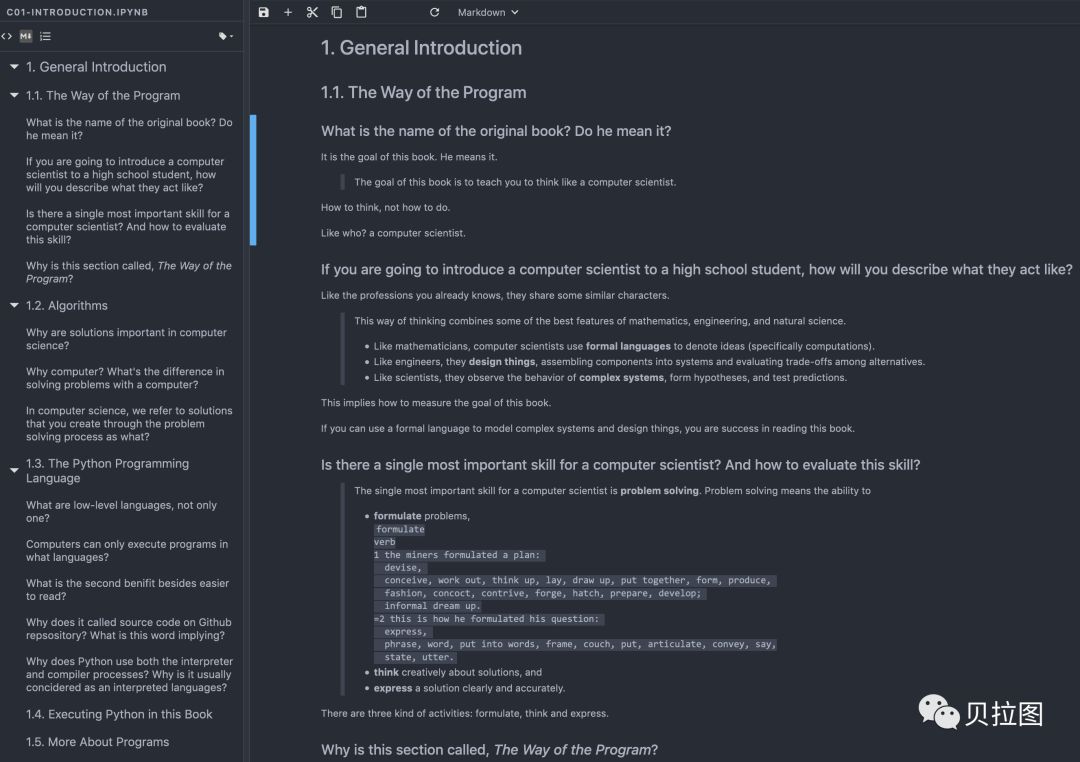 C01-INTRODUCTION.IPYNB
Markdown
M↓
1. General Introduction
1.1. The Way of the Program
What is the name of the original book? Do
he mean it?
If you are going to introduce a computer
scientist to a high school student, how
will you describe what they act like?
Is there a single most important skill for a
computer scientist? And how to evaluate
this skill?
Why is this section called, The Way of the
Program?
1.2. Algorithms
Why are solutions important in computer
science?
Why computer? What's the difference in
solving problems with a computer?
In computer science, we refer to solutions
that you create through the problem
solving process as what?
1.3. The Python Programming
Language
What are low-level languages, not only
one?
Computers can only execute programs in
what languages?
What is the second benifit besides easier
to read?
Why does it called source code on Github
repsository? What is this word implying?
Why does Python use both the interpreter
and compiler processes? Why is it usually
concidered as an interpreted languages?
1.4. Executing Python in this Book
1.5. More About Programs
1. General Introduction
1.1. The Way of the Program
What is the name of the original book? Do he mean it?
It is the goal of this book. He means it.
The goal of this book is to teach you to think like a computer scientist.
How to think, not how to do.
Like who? a computer scientist.
If you are going to introduce a computer scientist to a high school student, how will you describe what they act like?
Like the professions you already knows, they share some similar characters.
This way of thinking combines some of the best features of mathematics, engineering, and natural science.
• Like mathematicians, computer scientists use formal languages to denote ideas (specifically computations).
• Like engineers, they design things, assembling components into systems and evaluating trade-offs among alternatives.
• Like scientists, they observe the behavior of complex systems, form hypotheses, and test predictions.
This implies how to measure the goal of this book.
If you can use a formal language to model complex systems and design things, you are success in reading this book.
Is there a single most important skill for a computer scientist? And how to evaluate this skill?
The single most important skill for a computer scientist is problem solving. Problem solving means the ability to
• formulate problems,
formulate
verb
1 the miners formulated a plan:
devise,
conceive, work out, think up, lay, draw up, put together, form, produce,
fashion, concoct, contrive, forge, hatch, prepare, develop;
informal dream up.
=2 this is how he formulated his question:
express,
phrase, word, put into words, frame, couch, put, articulate, convey, say,
state, utter.
• think creatively about solutions, and
• express a solution clearly and accurately.
There are three kind of activities: formulate, think and express.
Why is this section called, The Way of the Program?
贝拉图